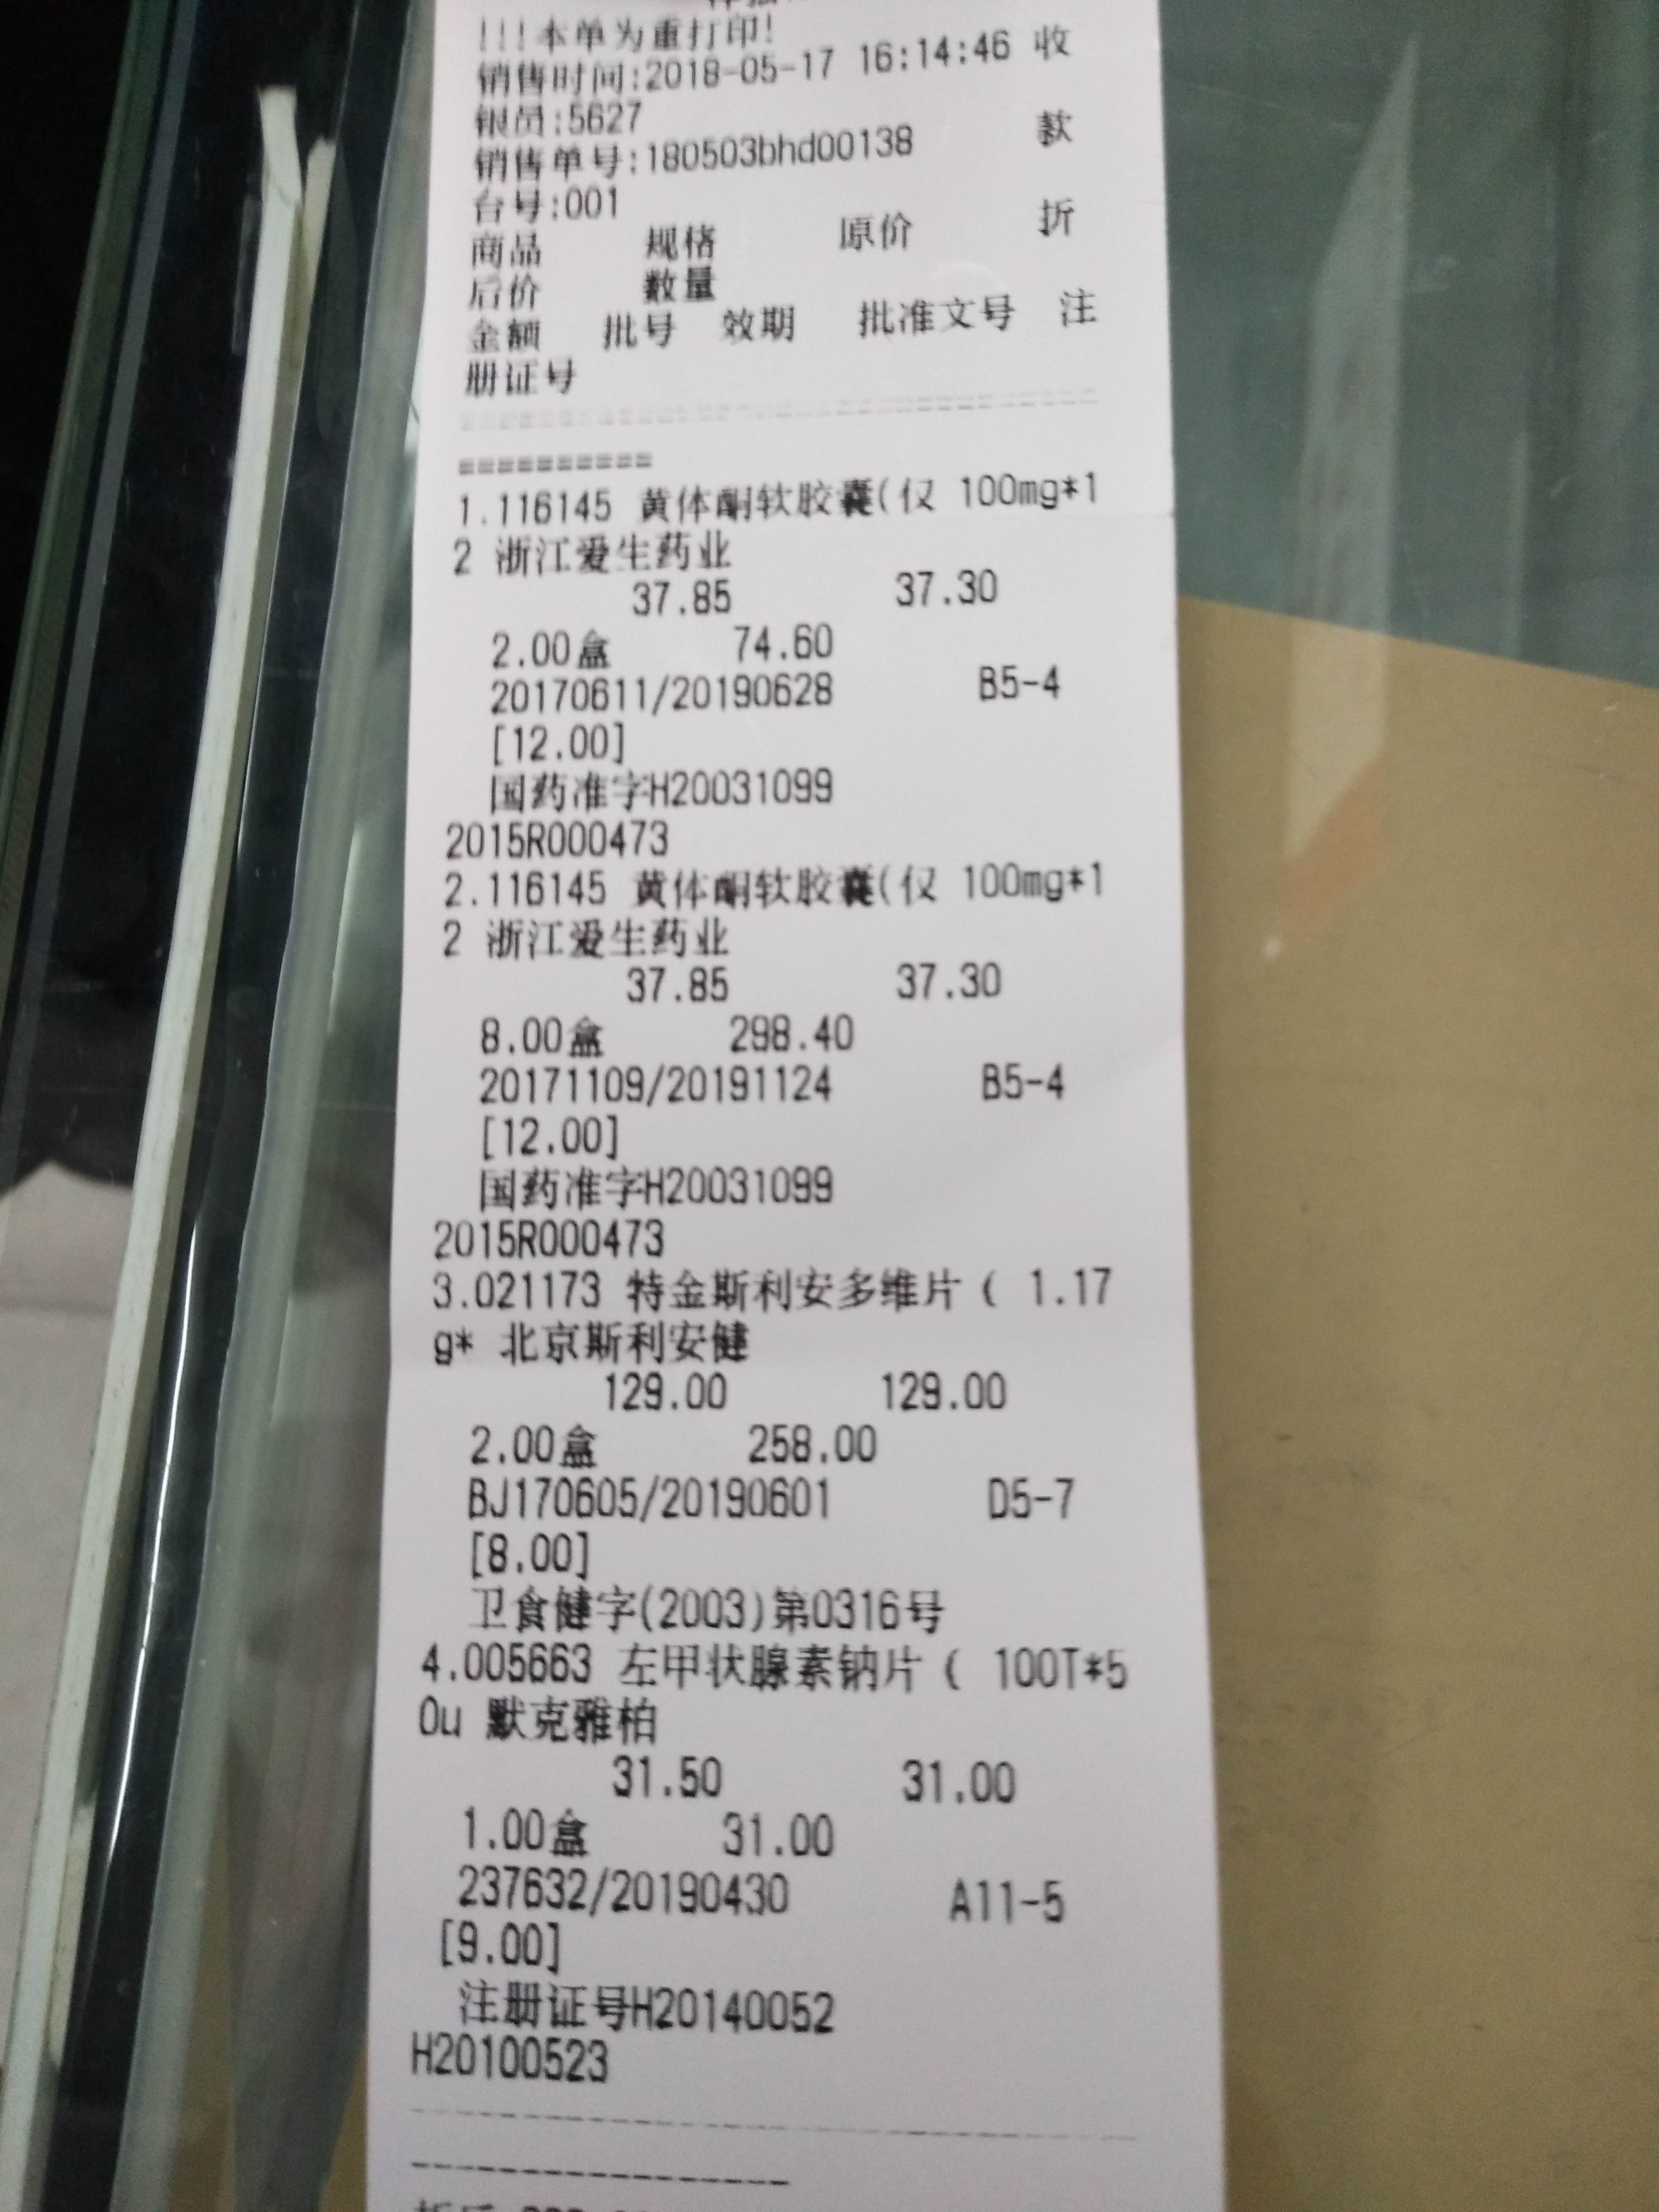 !!!本单为重打印!
销售时间:2018-05-17 16:14:46 收
银员:5627 款
销售单号:180503bhd00138
台号:001
商品 规格 原价 折
后价 数量
金额 批号 效期 批准文号 注
册证号
==========
1.116145 黄体酮软胶囊(仅 100mg*1
2 浙江爱生药业
37.85 37.30
2.00盒 74.60
20170611/20190628 B5-4
[12.00]
国药准字H20031099
2015R000473
2.116145 黄体酮软胶囊(仅 100mg*1
2 浙江爱生药业
37.85 37.30
8.00盒 298.40
20171109/20191124 B5-4
[12.00]
国药准字H20031099
2015R000473
3.021173 特金斯利安多维片( 1.17
g* 北京斯利安健
129.00 129.00
2.00盒 258.00
BJ170605/20190601 D5-7
[8.00]
卫食健字(2003)第0316号
4.005663 左甲状腺素钠片( 100T*5
0u 默克雅柏
31.50 31.00
1.00盒 31.00
237632/20190430 A11-5
[9.00]
注册证号H20140052
H20100523